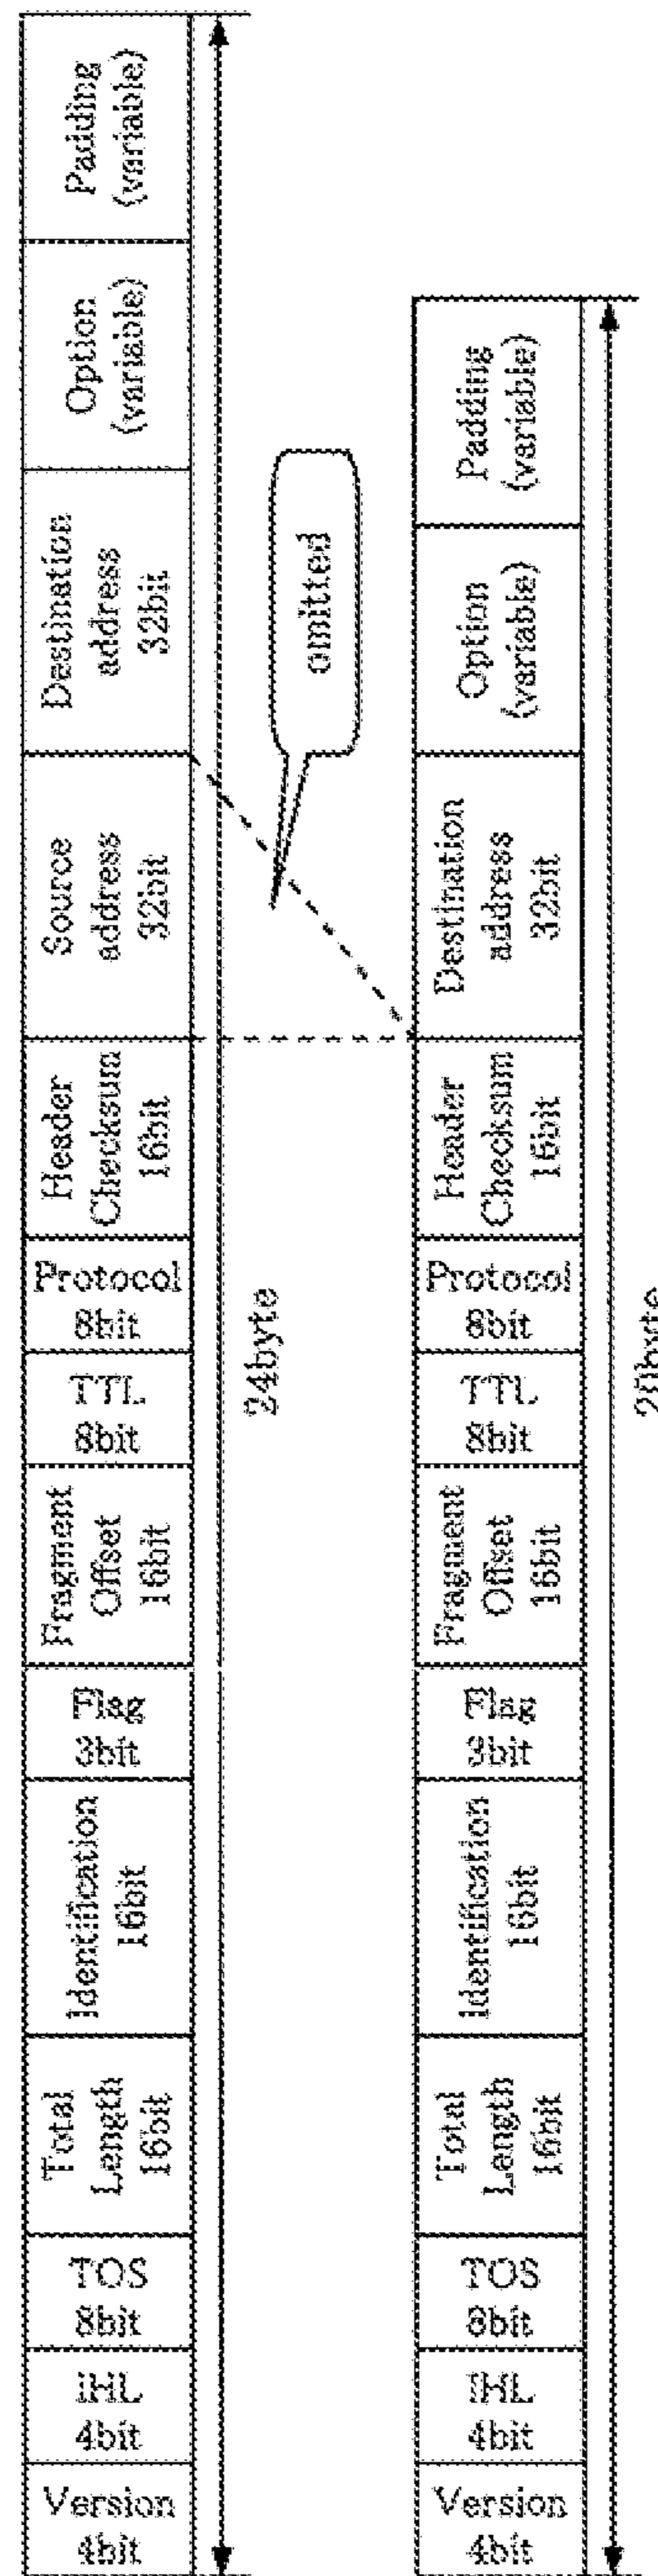 Padding
(variable)
Option
(variable)
Destination
address
32bit
Source
address
32bit
Header
Checksum
16bit
Protocol
8bit
TTL
8bit
Fragment
Offset
16bit
Flag
3bit
Identification
16bit
Total
Length
16bit
TOS
8bit
IHL
4bit
Version
4bit
24byte
omitted
Padding
(variable)
Option
(variable)
Destination
address
32bit
Header
Checksum
16bit
Protocol
8bit
TTL
8bit
Fragment
Offset
16bit
Flag
3bit
Identification
16bit
Total
Length
16bit
TOS
8bit
IHL
4bit
Version
4bit
20byte